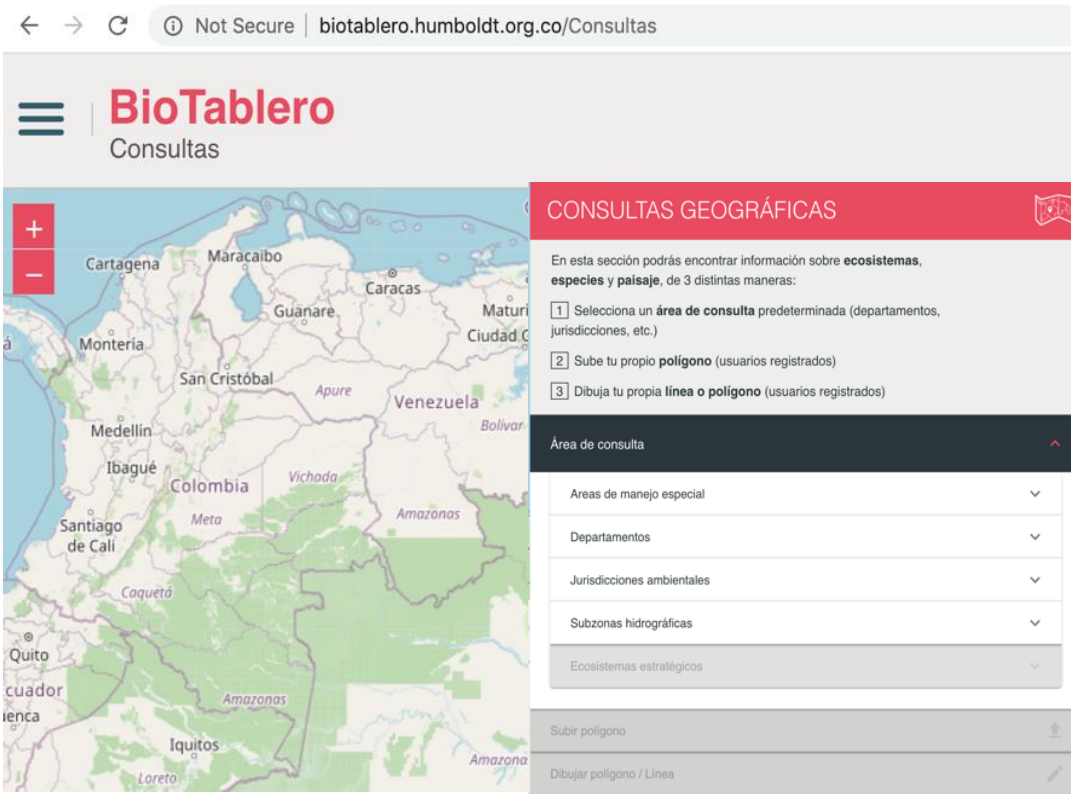 Not Secure | biotablero.humboldt.org.co/Consultas
BioTablero
Consultas
+
−
Cartagena
Maracaibo
Caracas
Guanare
Maturi
Ciudad G
á
Montería
San Cristóbal
Apure
Venezuela
Bolívar
Medellín
Ibagué
Colombia
Vichada
Meta
Amazonas
Santiago
de Cali
Caquetá
Quito
cuador
uenca
Amazonas
Iquitos
Loreto
Amazona
CONSULTAS GEOGRÁFICAS
En esta sección podrás encontrar información sobre ecosistemas,
especies y paisaje, de 3 distintas maneras:
1 Selecciona un área de consulta predeterminada (departamentos,
jurisdicciones, etc.)
2 Sube tu propio polígono (usuarios registrados)
3 Dibuja tu propia línea o polígono (usuarios registrados)
Área de consulta
Areas de manejo especial
Departamentos
Jurisdicciones ambientales
Subzonas hidrográficas
Ecosistemas estratégicos
Subir polígono
Dibujar polígono / Línea